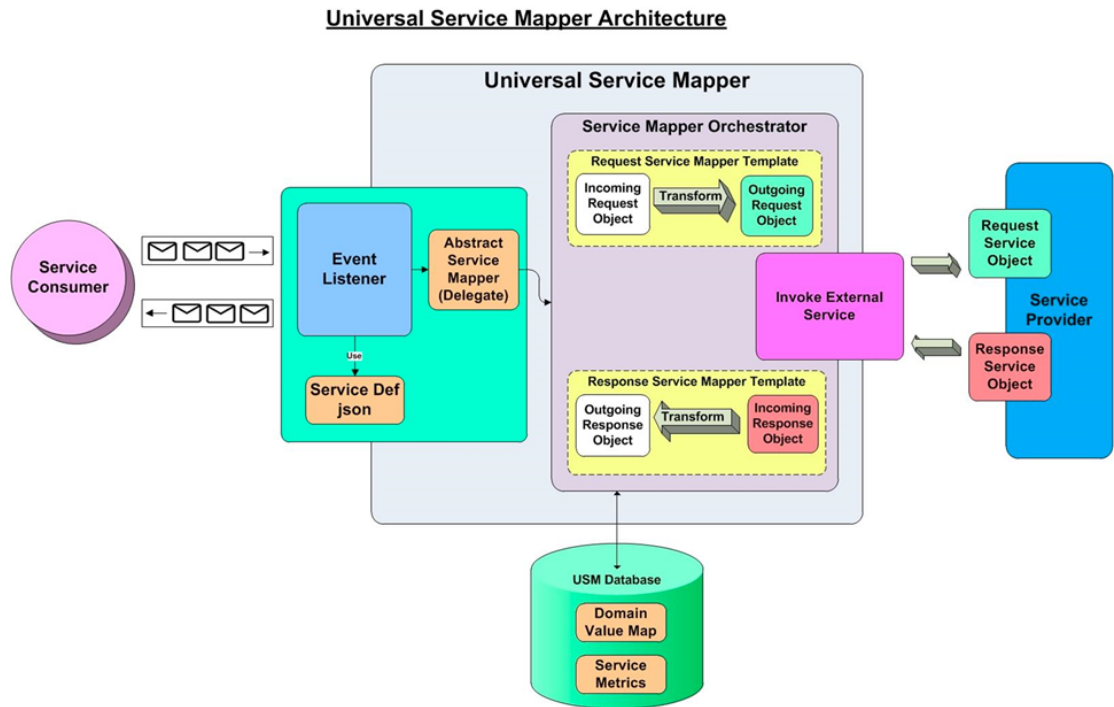 Universal Service Mapper Architecture
Universal Service Mapper
Service Mapper Orchestrator
Request Service Mapper Template
Incoming
Request
Object
Transform
Outgoing
Request
Object
Service
Consumer
Event
Listener
Abstract
Service
Mapper
(Delegate)
Use
Service Def
json
Invoke External
Service
Request
Service
Object
Service
Provider
Response
Service
Object
Response Service Mapper Template
Outgoing
Response
Object
Transform
Incoming
Response
Object
USM Database
Domain
Value Map
Service
Metrics